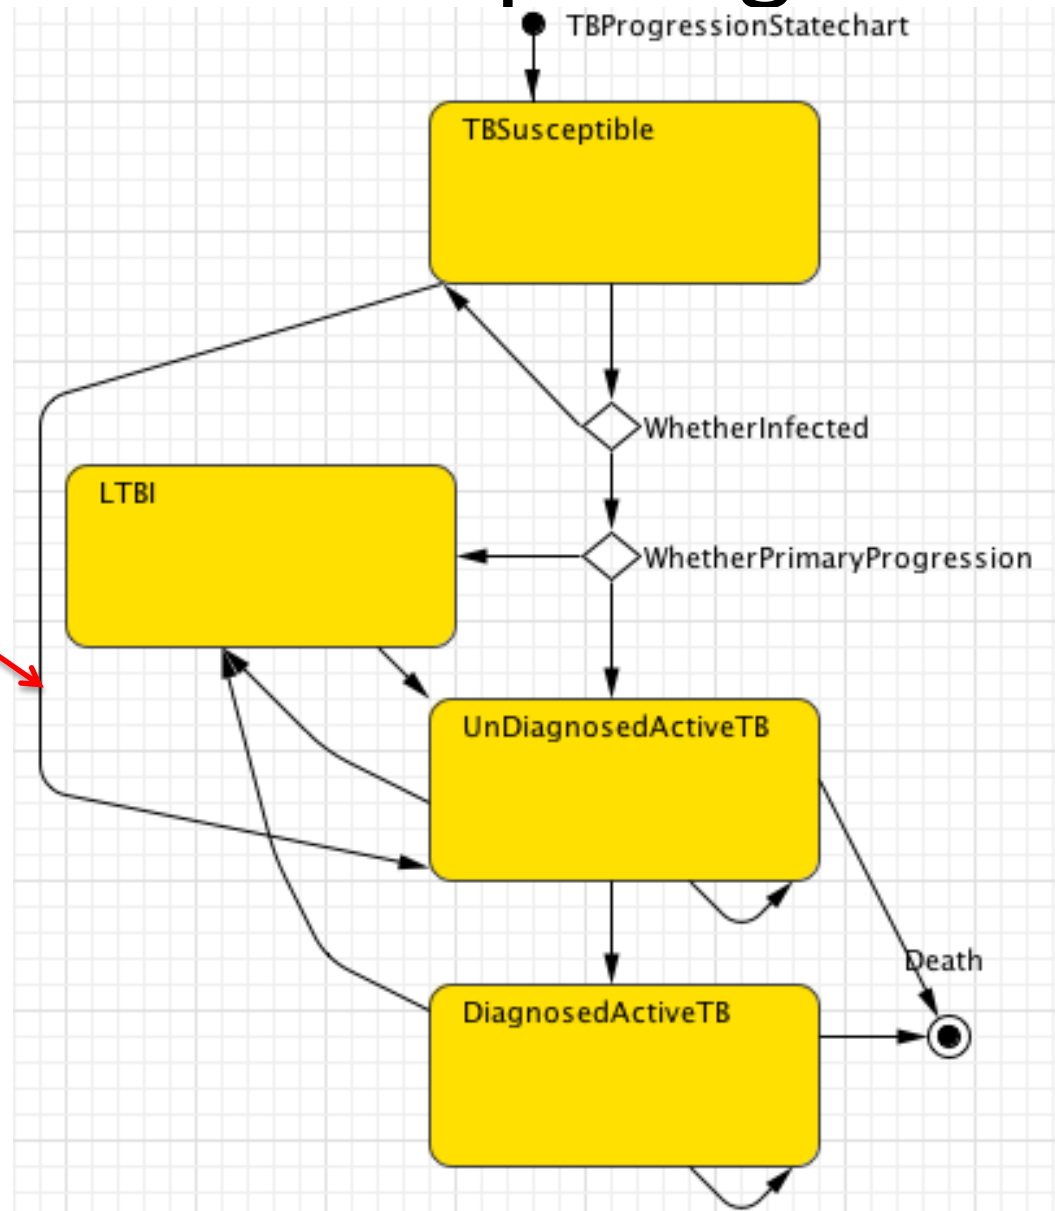 TBProgressionStatechart
TBSusceptible
WhetherInfected
LTBI
WhetherPrimaryProgression
UnDiagnosedActiveTB
Death
DiagnosedActiveTB